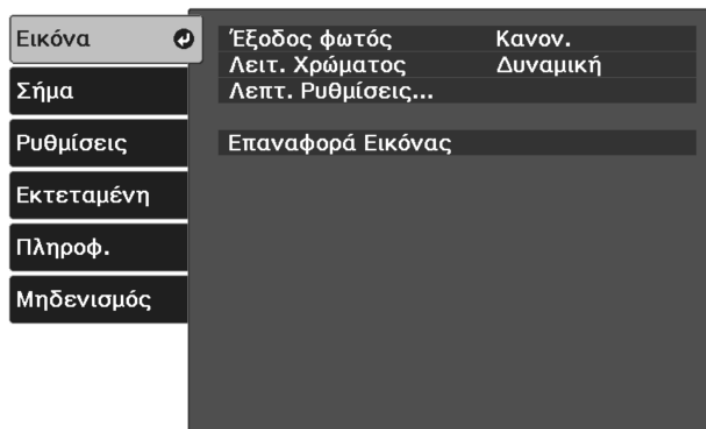 Εικόνα
Σήμα
Ρυθμίσεις
Εκτεταμένη
Πληροφ.
Μηδενισμός
Έξοδος φωτός Κανον.
Λειτ. Χρώματος Δυναμική
Λεπτ. Ρυθμίσεις...
Επαναφορά Εικόνας